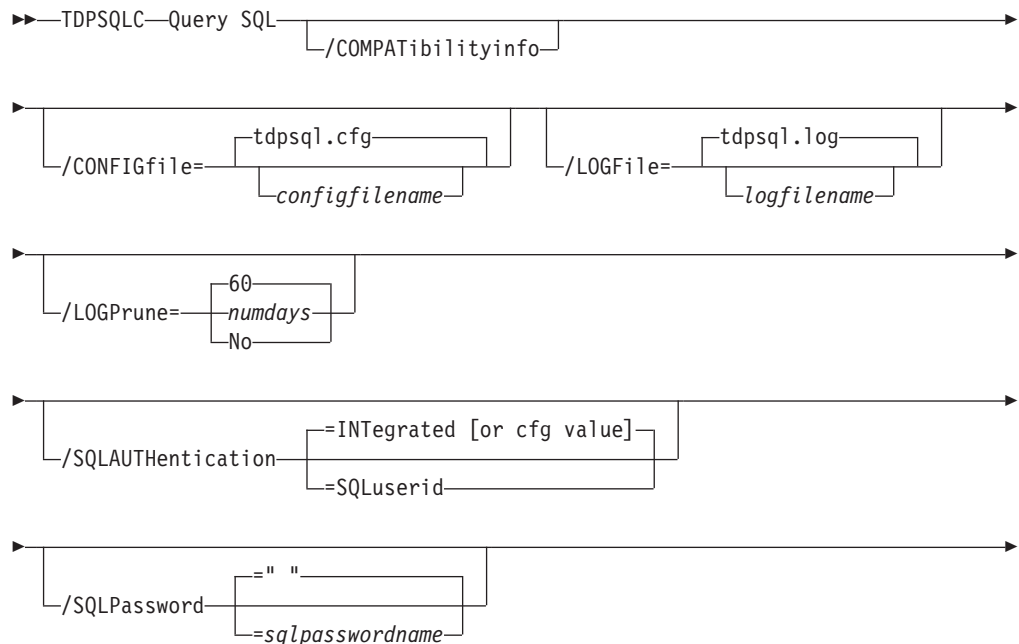 TDPSQLC Query SQL
/COMPATibilityinfo
tdpsql.cfg tdpsql.log
/CONFIGfile= /LOGFile=
configfilename logfilename
60
/LOGPrune= numdays
No
=INTegrated [or cfg value]
/SQLAUTHentication
=SQLuserid
=" "
/SQLPassword
=sqlpasswordname